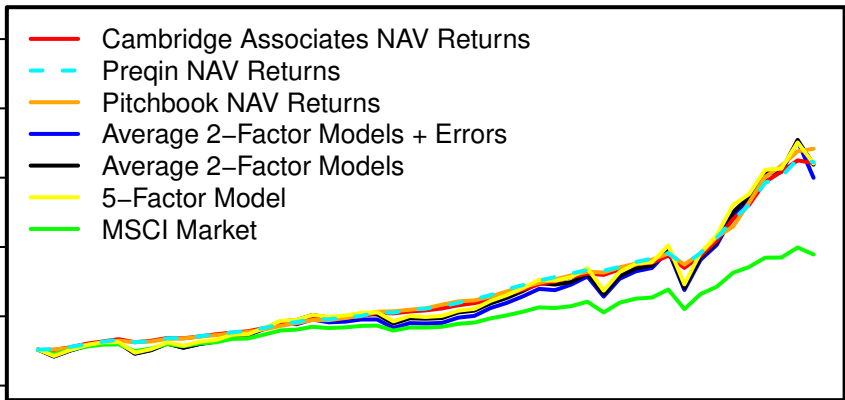 Cambridge Associates NAV Returns
Preqin NAV Returns
Pitchbook NAV Returns
Average 2−Factor Models + Errors
Average 2−Factor Models
5−Factor Model
MSCI Market